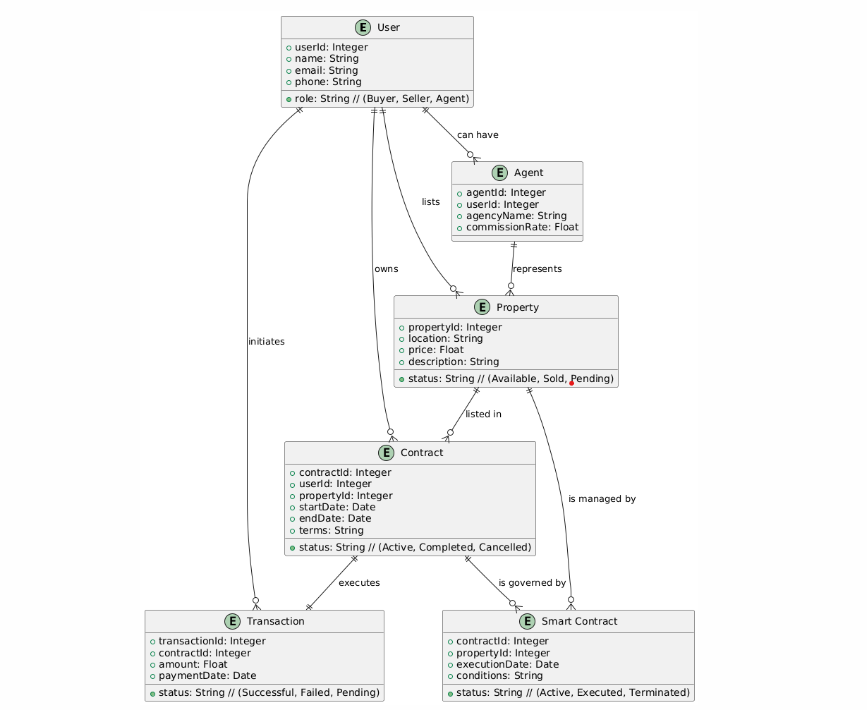 E User
userId: Integer
name: String
email: String
phone: String
role: String // (Buyer, Seller, Agent)
can have
E Agent
agentId: Integer
userId: Integer
agencyName: String
commissionRate: Float
lists
owns
represents
E Property
propertyId: Integer
location: String
price: Float
description: String
status: String // (Available, Sold, Pending)
initiates
listed in
E Contract
contractId: Integer
userId: Integer
propertyId: Integer
startDate: Date
endDate: Date
terms: String
status: String // (Active, Completed, Cancelled)
is managed by
executes
is governed by
E Transaction
transactionId: Integer
contractId: Integer
amount: Float
paymentDate: Date
status: String // (Successful, Failed, Pending)
E Smart Contract
contractId: Integer
propertyId: Integer
executionDate: Date
conditions: String
status: String // (Active, Executed, Terminated)